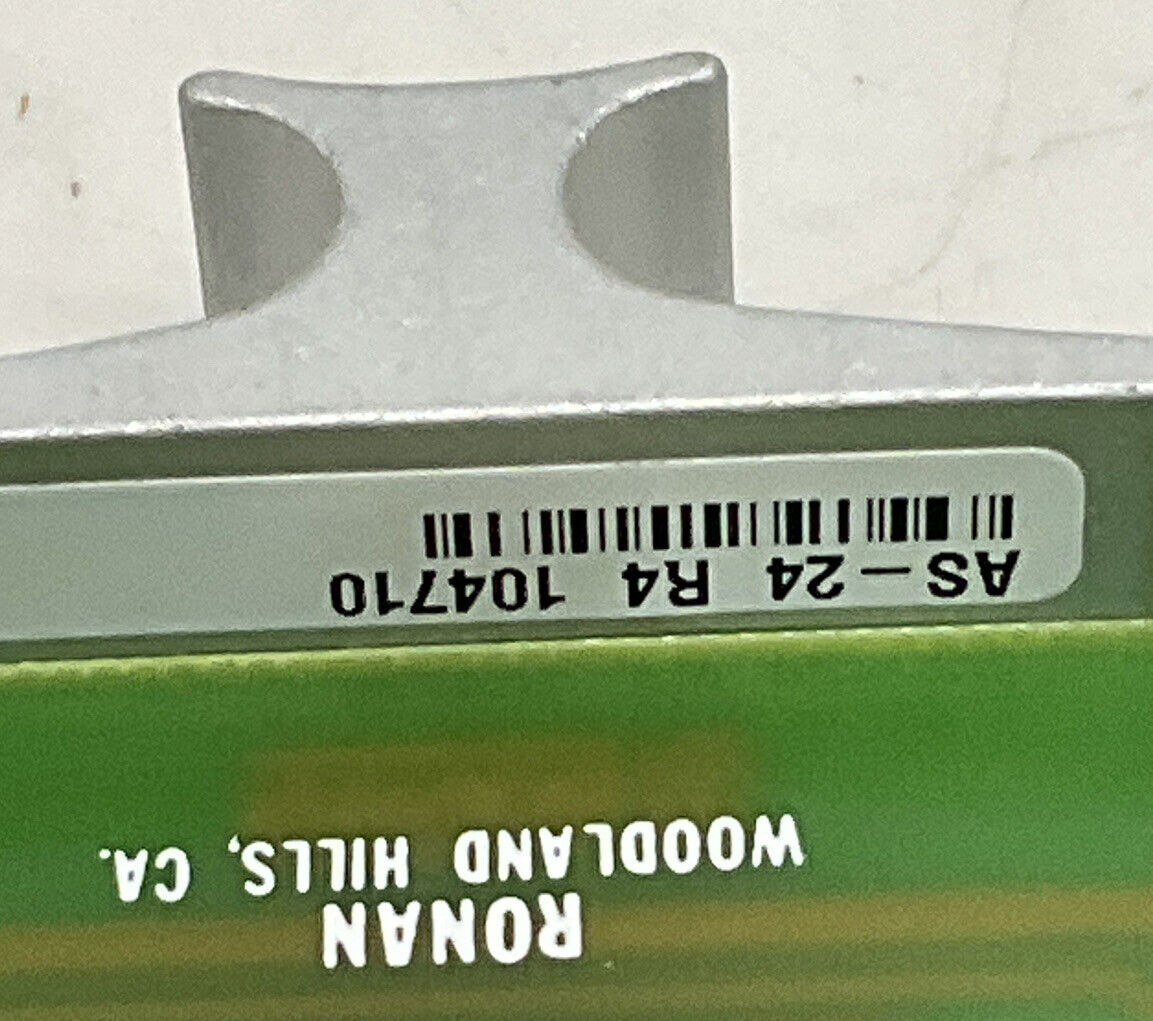 RONAN
WOODLAND HILLS, CA.
AS-24 R4 104710